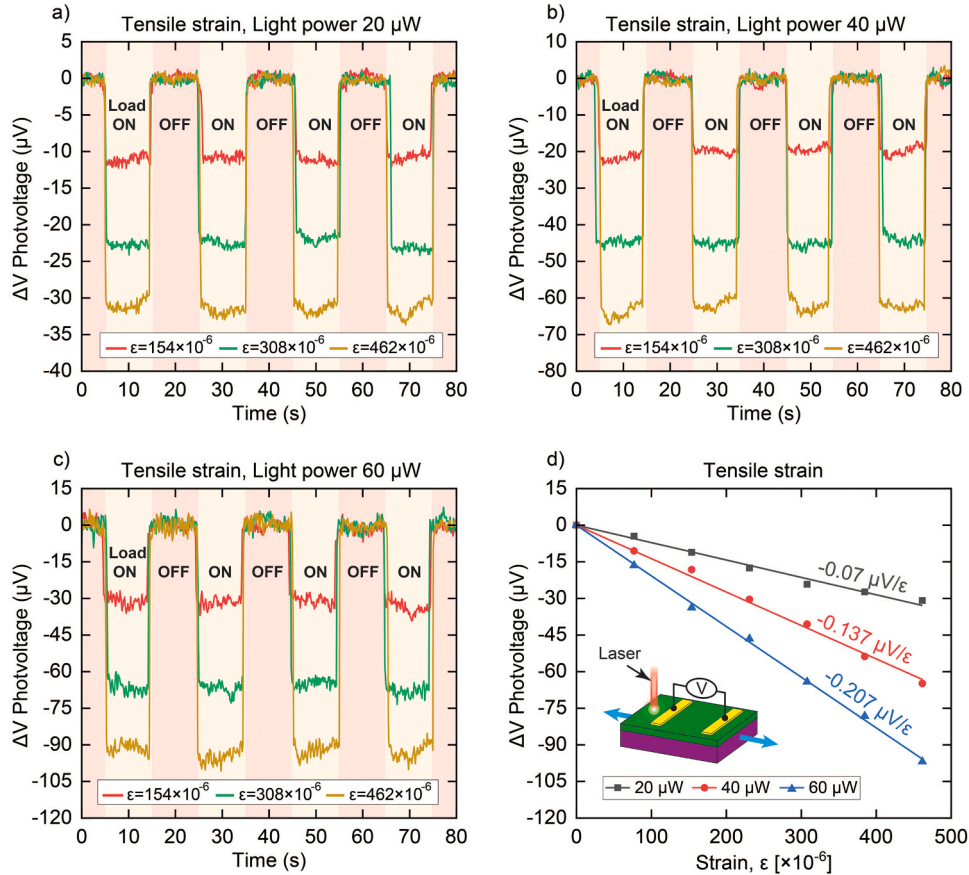 a)
Tensile strain, Light power 20 µW
5
0
-5
-10
-15
-20
-25
-30
-35
-40
ΔV Photvoltage (µV)
Load
ON
OFF
ON
OFF
ON
OFF
ON
ε=154×10⁻⁶ ε=308×10⁻⁶ ε=462×10⁻⁶
0 10 20 30 40 50 60 70 80
Time (s)
b)
Tensile strain, Light power 40 µW
20
10
0
-10
-20
-30
-40
-50
-60
-70
-80
ΔV Photvoltage (µV)
Load
ON
OFF
ON
OFF
ON
OFF
ON
ε=154×10⁻⁶ ε=308×10⁻⁶ ε=462×10⁻⁶
0 10 20 30 40 50 60 70 80
Time (s)
c)
Tensile strain, Light power 60 µW
15
0
-15
-30
-45
-60
-75
-90
-105
-120
ΔV Photvoltage (µV)
Load
ON
OFF
ON
OFF
ON
OFF
ON
ε=154×10⁻⁶ ε=308×10⁻⁶ ε=462×10⁻⁶
0 10 20 30 40 50 60 70 80
Time (s)
d)
Tensile strain
15
0
-15
-30
-45
-60
-75
-90
-105
-120
ΔV Photvoltage (µV)
-0.07 µV/ε
-0.137 µV/ε
-0.207 µV/ε
Laser
V
20 µW 40 µW 60 µW
0 100 200 300 400 500
Strain, ε [×10⁻⁶]